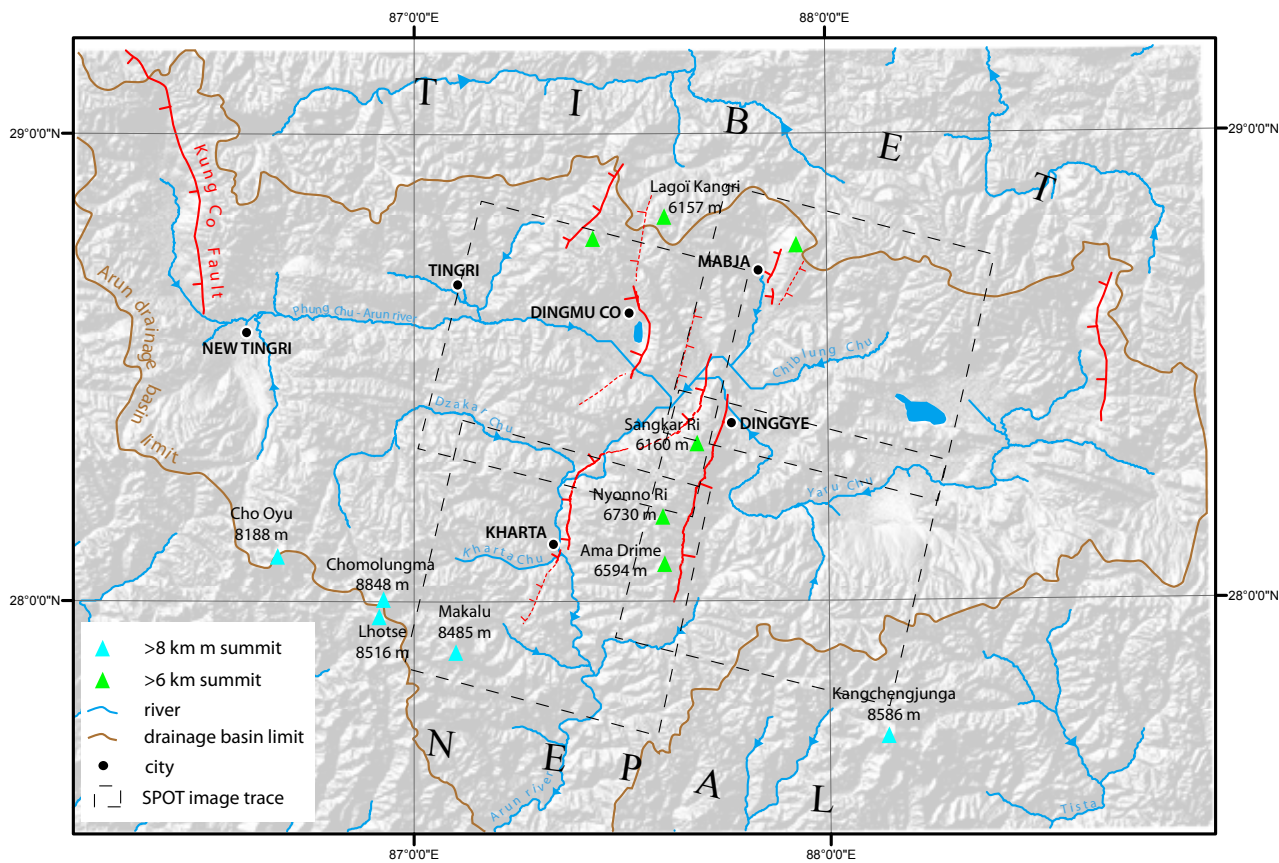 87°0'0"E
88°0'0"E
29°0'0"N
29°0'0"N
T I B E T
Kung Co Fault
Lagoï Kangri
6157 m
MABJA
TINGRI
DINGMU CO
Phung Chu - Arun river
NEW TINGRI
Arun drainage basin limit
Chiblung Chu
Dzakar Chu
Sangkar Ri
6160 m
DINGGYE
Yaru Chu
Nyonno Ri
6730 m
Cho Oyu
8188 m
KHARTA
Kharta Chu
Ama Drime
6594 m
Chomolungma
8848 m
28°0'0"N
28°0'0"N
Makalu
8485 m
Lhotse
8516 m
Kangchengjunga
8586 m
N E P A L
Arun river
Tista
>8 km m summit
>6 km summit
river
drainage basin limit
city
SPOT image trace
87°0'0"E
88°0'0"E